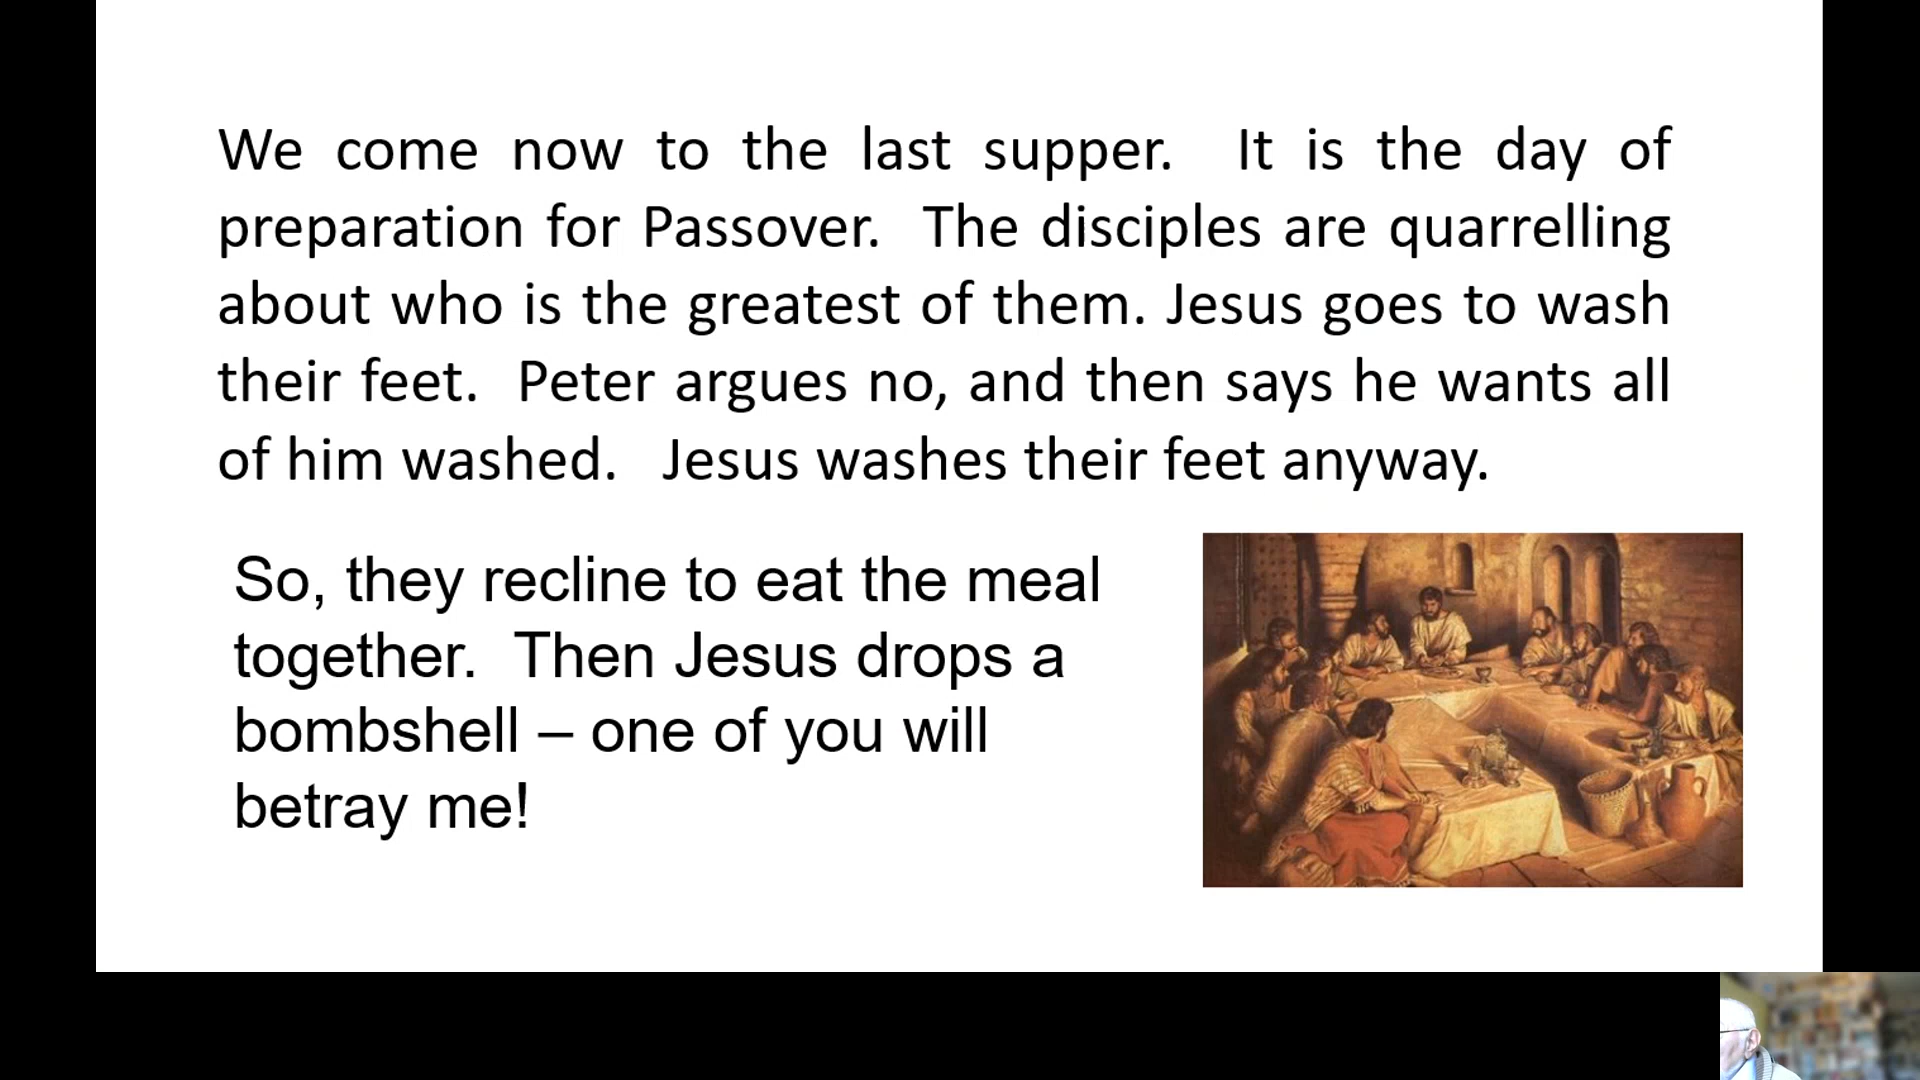 We come now to the last supper.  It is the day of
preparation for Passover.  The disciples are quarrelling
about who is the greatest of them. Jesus goes to wash
their feet.  Peter argues no, and then says he wants all
of him washed.   Jesus washes their feet anyway.
So, they recline to eat the meal
together.  Then Jesus drops a
bombshell – one of you will
betray me!